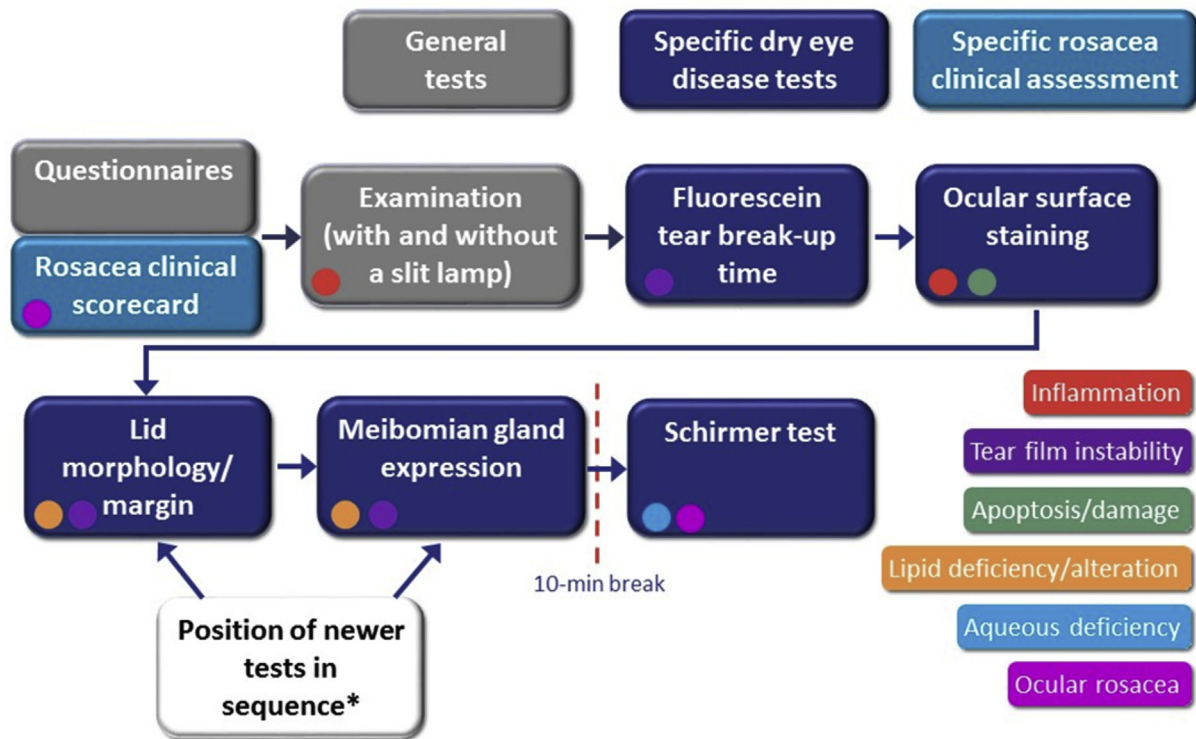 General
tests
Specific dry eye
disease tests
Specific rosacea
clinical assessment
Questionnaires
Rosacea clinical
scorecard
Examination
(with and without
a slit lamp)
Fluorescein
tear break-up
time
Ocular surface
staining
Lid
morphology/
margin
Meibomian gland
expression
Schirmer test
10-min break
Position of newer
tests in
sequence*
Inflammation
Tear film instability
Apoptosis/damage
Lipid deficiency/alteration
Aqueous deficiency
Ocular rosacea